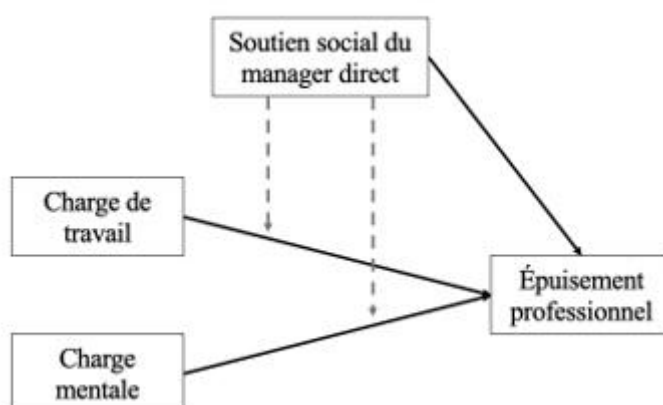 Soutien social du
manager direct
Charge de
travail
Épuisement
professionnel
Charge
mentale